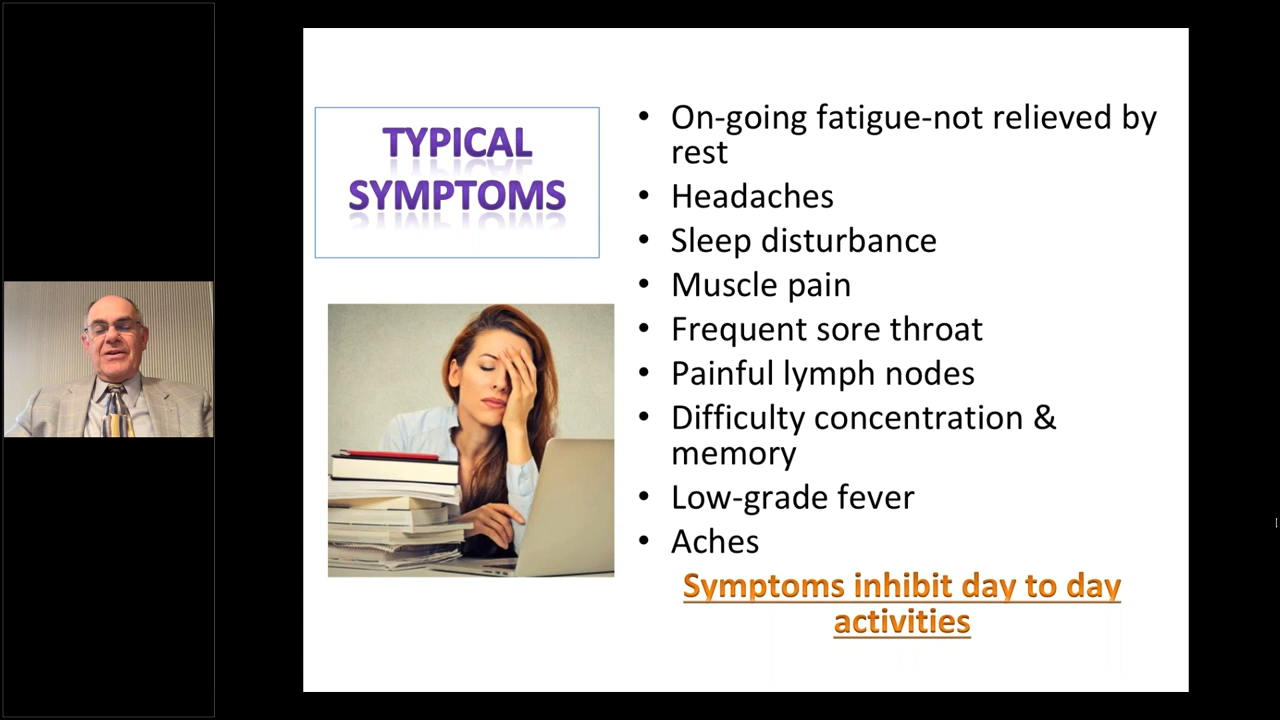 TYPICAL
SYMPTOMS
• On-going fatigue-not relieved by
rest
• Headaches
• Sleep disturbance
• Muscle pain
• Frequent sore throat
• Painful lymph nodes
• Difficulty concentration &
memory
• Low-grade fever
• Aches
Symptoms inhibit day to day
activities